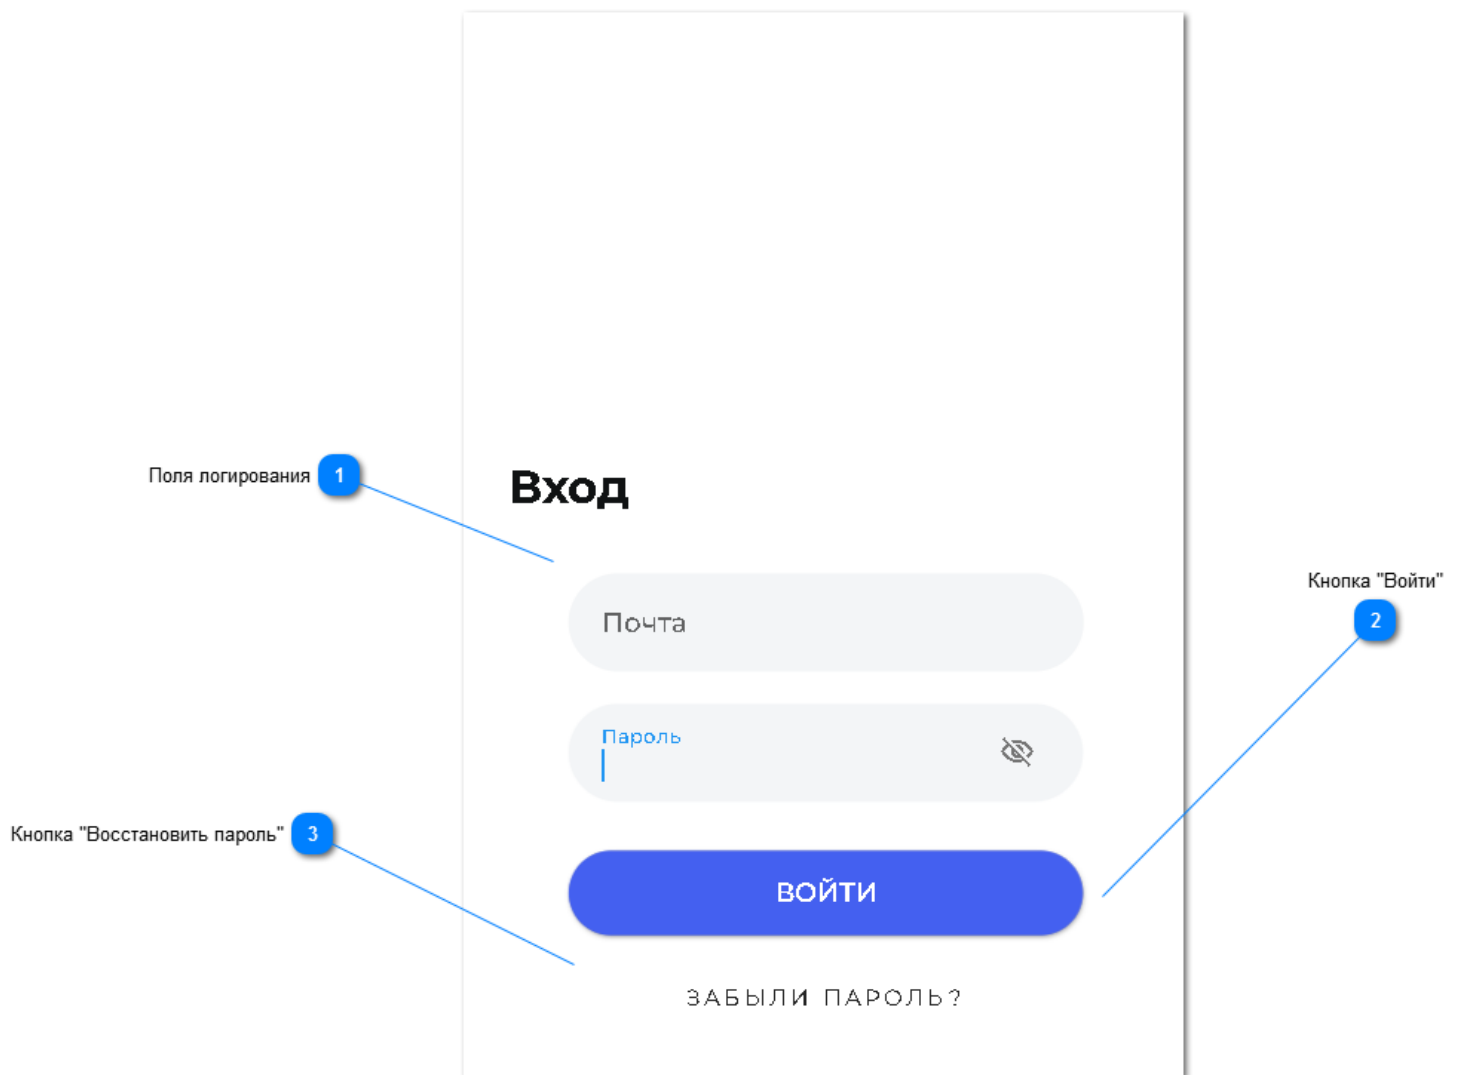 Поля логирования 1
Вход
Кнопка "Войти"
2
Почта
Пароль
Кнопка "Восстановить пароль" 3
ВОЙТИ
ЗАБЫЛИ ПАРОЛЬ?